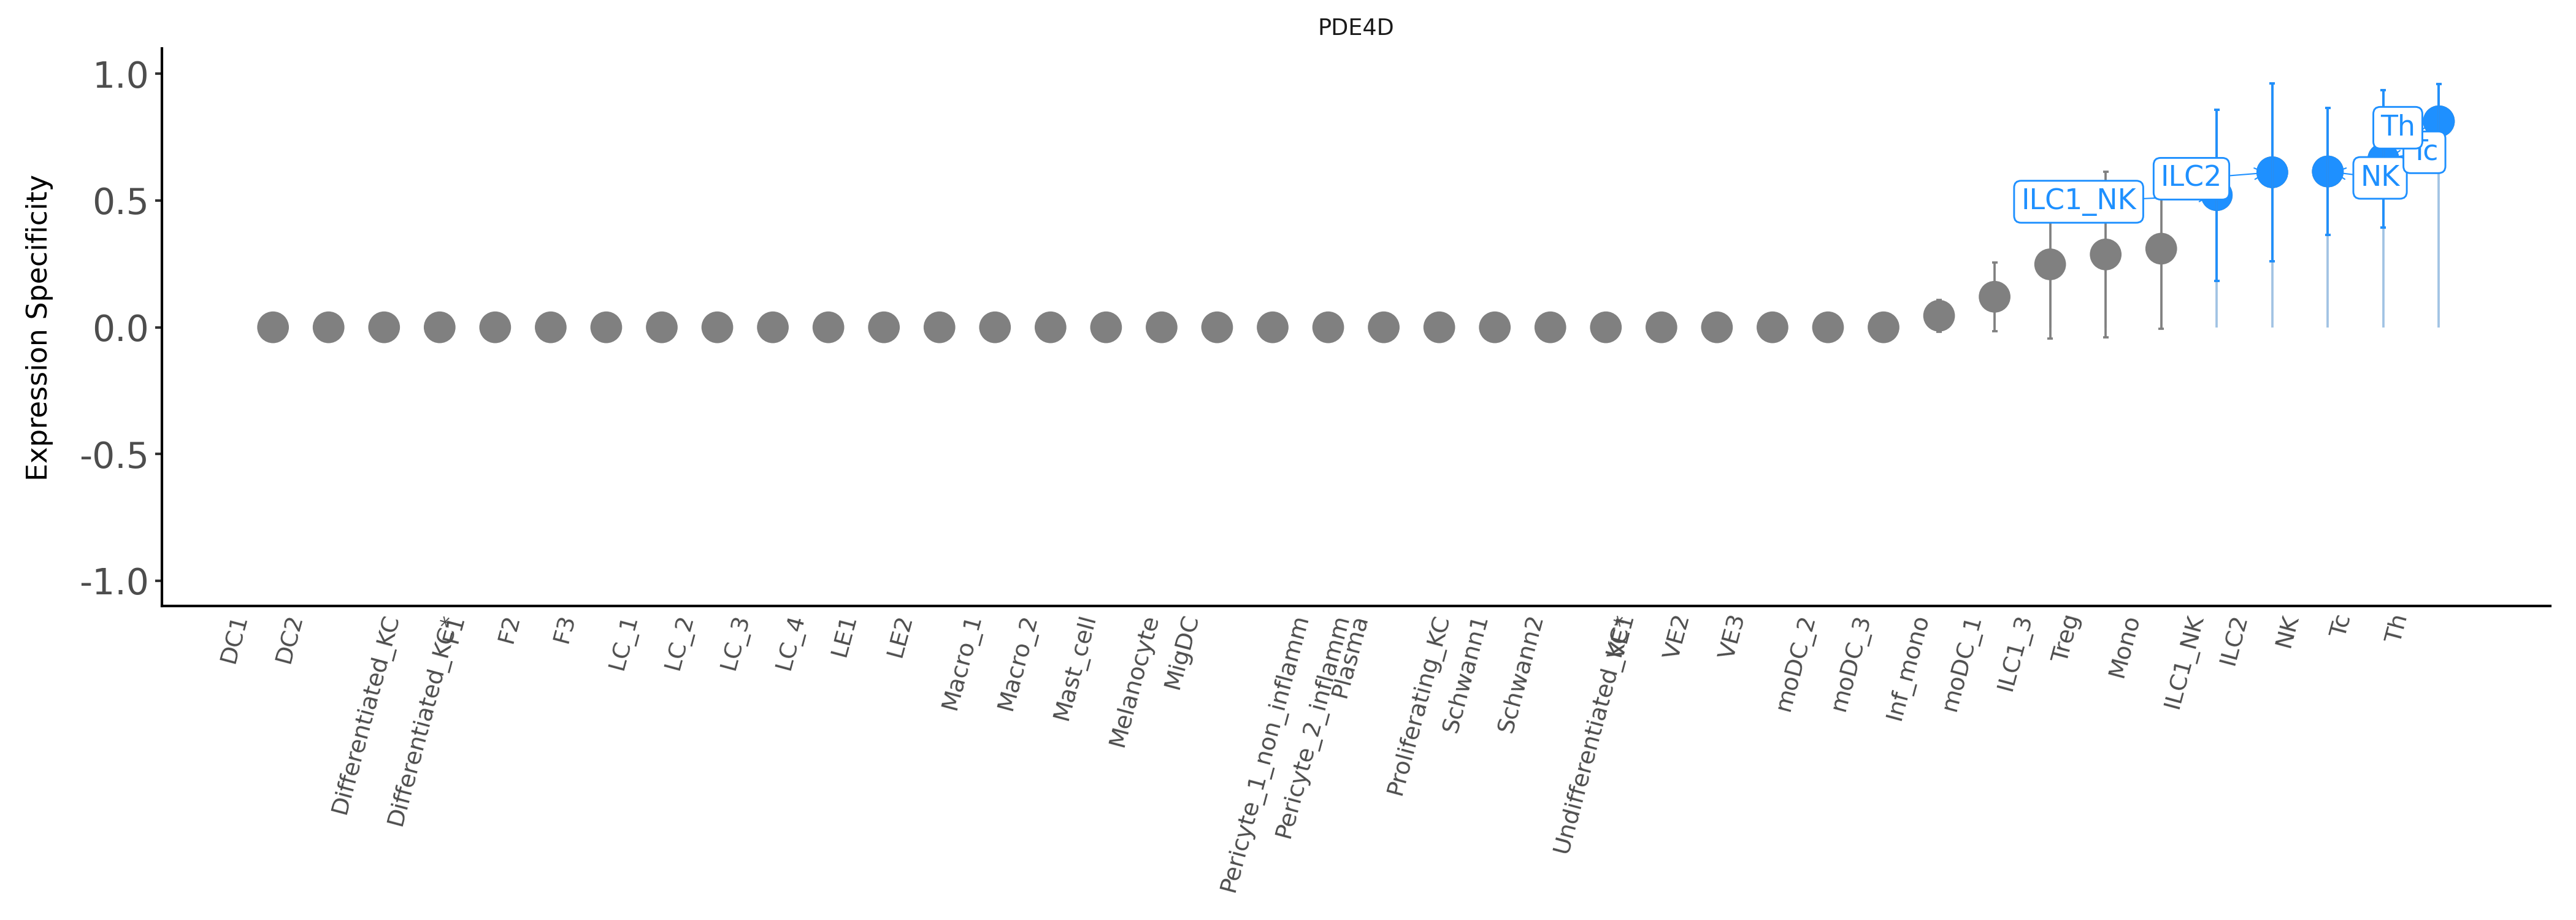 PDE4D
Expression Specificity
1.0
0.5
0.0
-0.5
-1.0
Th
Tc
NK
ILC2
ILC1_NK
DC1
DC2
Differentiated_KC
Differentiated_KC*
F1
F2
F3
LC_1
LC_2
LC_3
LC_4
LE1
LE2
Macro_1
Macro_2
Mast_cell
Melanocyte
MigDC
Pericyte_1_non_inflamm
Pericyte_2_inflamm
Plasma
Proliferating_KC
Schwann1
Schwann2
Undifferentiated_KC*
VE1
VE2
VE3
moDC_2
moDC_3
Inf_mono
moDC_1
ILC1_3
Treg
Mono
ILC1_NK
ILC2
NK
Tc
Th